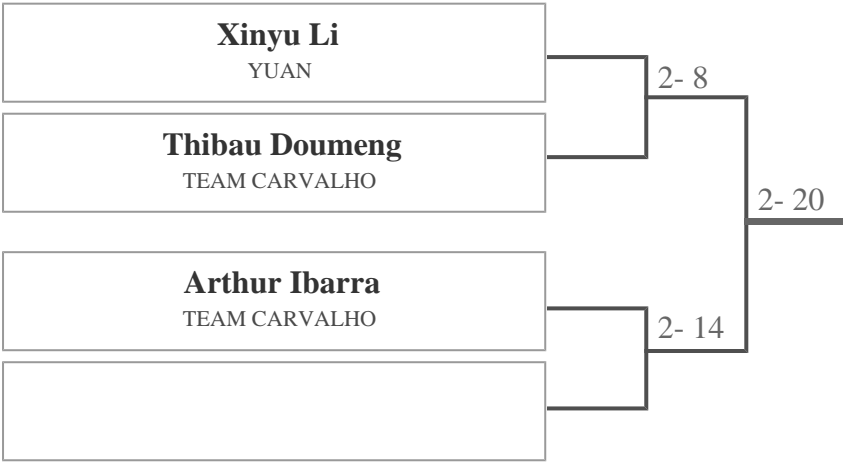 Xinyu Li
YUAN
2- 8
Thibau Doumeng
TEAM CARVALHO
2- 20
Arthur Ibarra
TEAM CARVALHO
2- 14